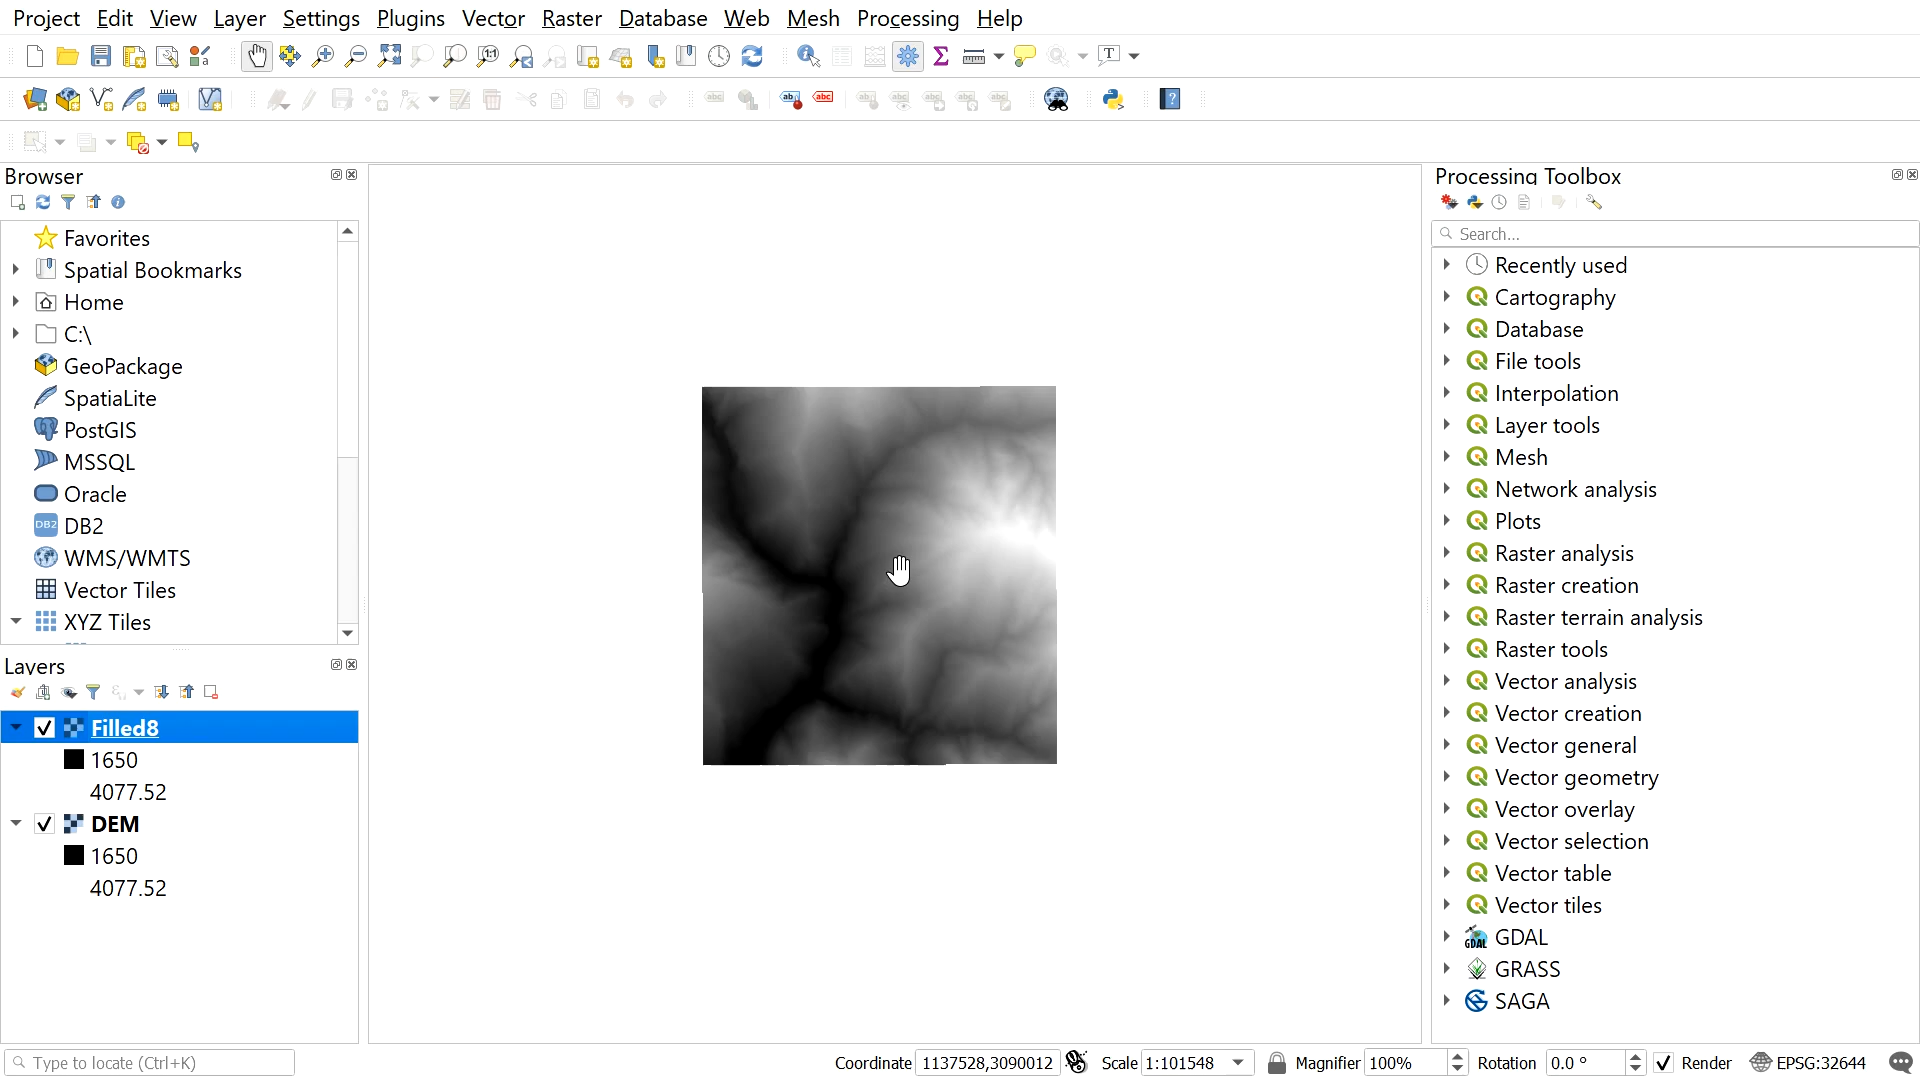 Project Edit View Layer Settings Plugins Vector Raster Database Web Mesh Processing Help
Browser
Favorites
Spatial Bookmarks
Home
C:\
GeoPackage
SpatiaLite
PostGIS
MSSQL
Oracle
DB2
DB2
WMS/WMTS
Vector Tiles
XYZ Tiles
Layers
Filled8
1650
4077.52
DEM
1650
4077.52
Processing Toolbox
Search...
Recently used
Cartography
Database
File tools
Interpolation
Layer tools
Mesh
Network analysis
Plots
Raster analysis
Raster creation
Raster terrain analysis
Raster tools
Vector analysis
Vector creation
Vector general
Vector geometry
Vector overlay
Vector selection
Vector table
Vector tiles
GDAL
GRASS
SAGA
Type to locate (Ctrl+K)
Coordinate 1137528,3090012 Scale 1:101548 Magnifier 100% Rotation 0.0 ° Render EPSG:32644